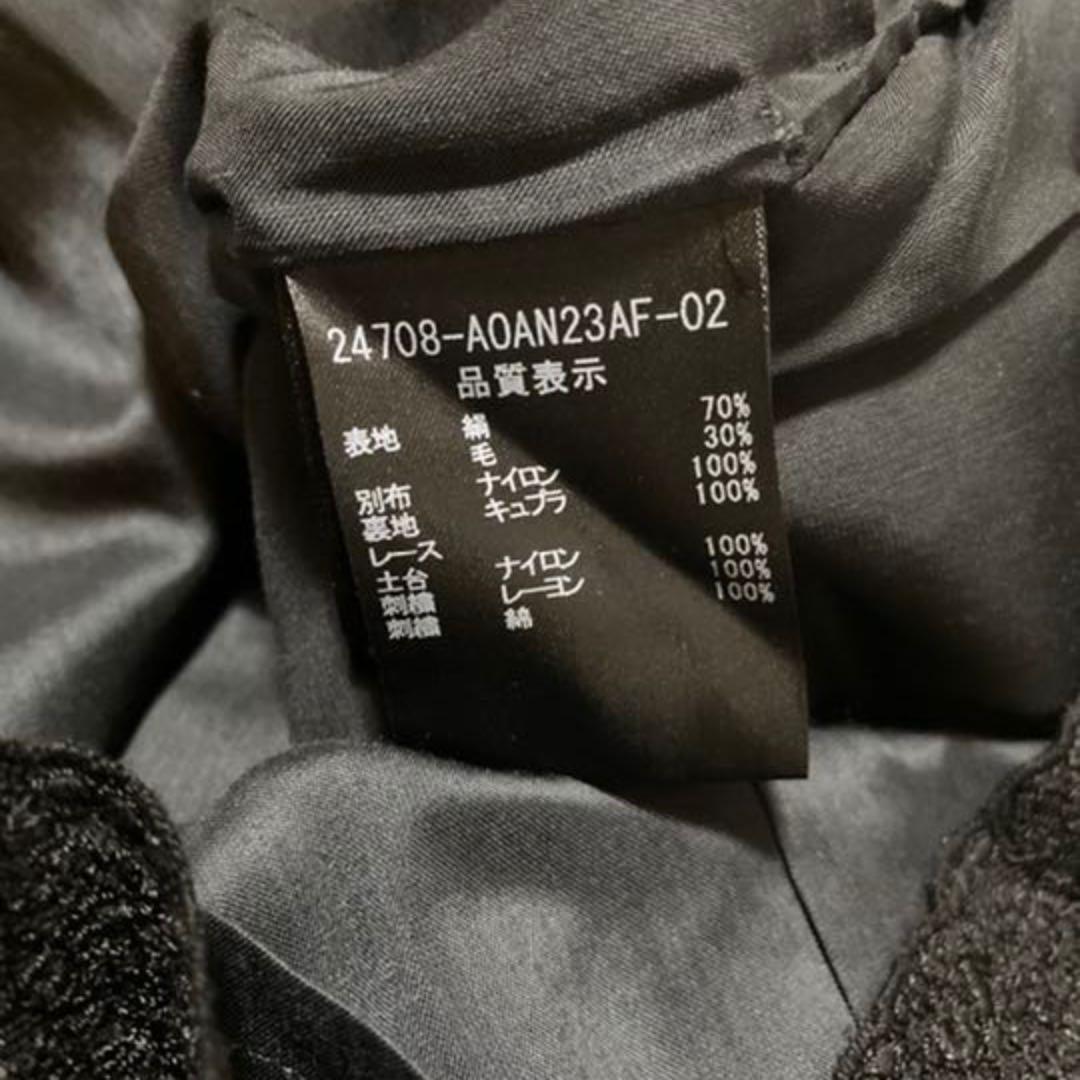 24708-A0AN23AF-02
品質表示
表地 絹 70%
毛 30%
別布 ナイロン 100%
裏地 キュプラ 100%
レース
土台 ナイロン 100%
刺繍 レーヨン 100%
刺繍 綿 100%